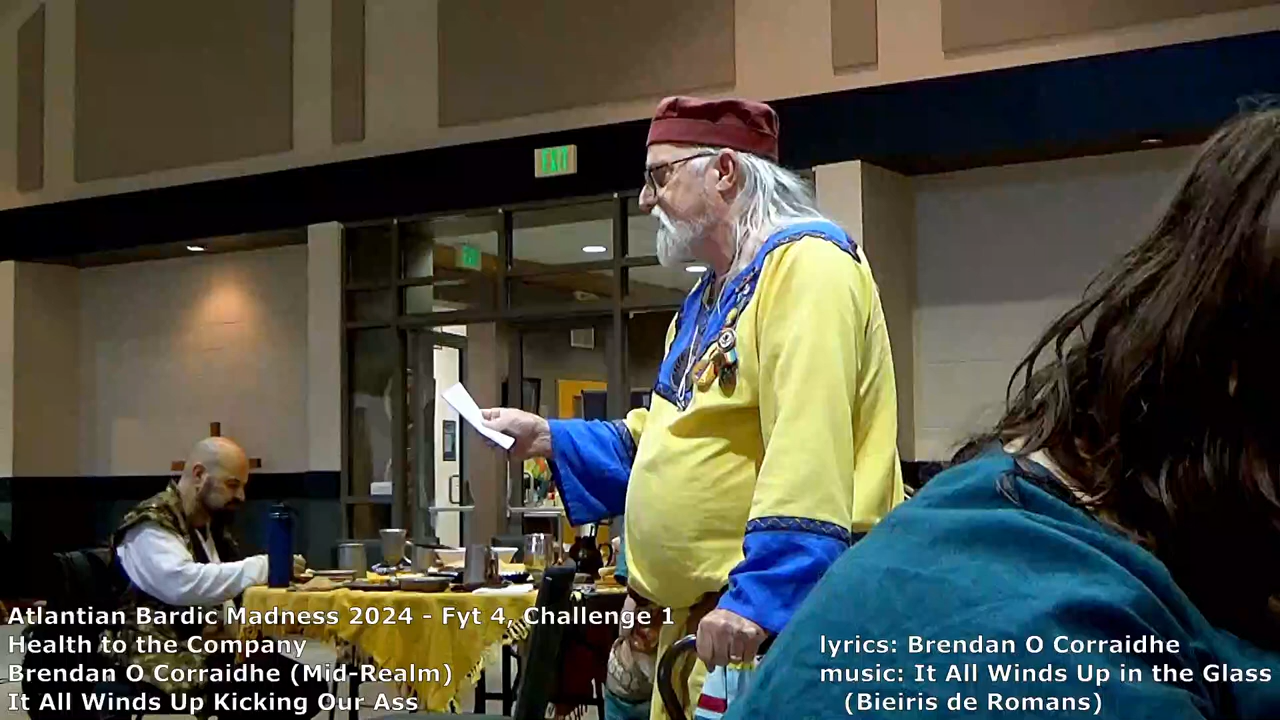 EXIT
Atlantian Bardic Madness 2024 - Fyt 4, Challenge 1
Health to the Company
Brendan O Corraidhe (Mid-Realm)
It All Winds Up Kicking Our Ass
lyrics: Brendan O Corraidhe
music: It All Winds Up in the Glass
(Bieiris de Romans)